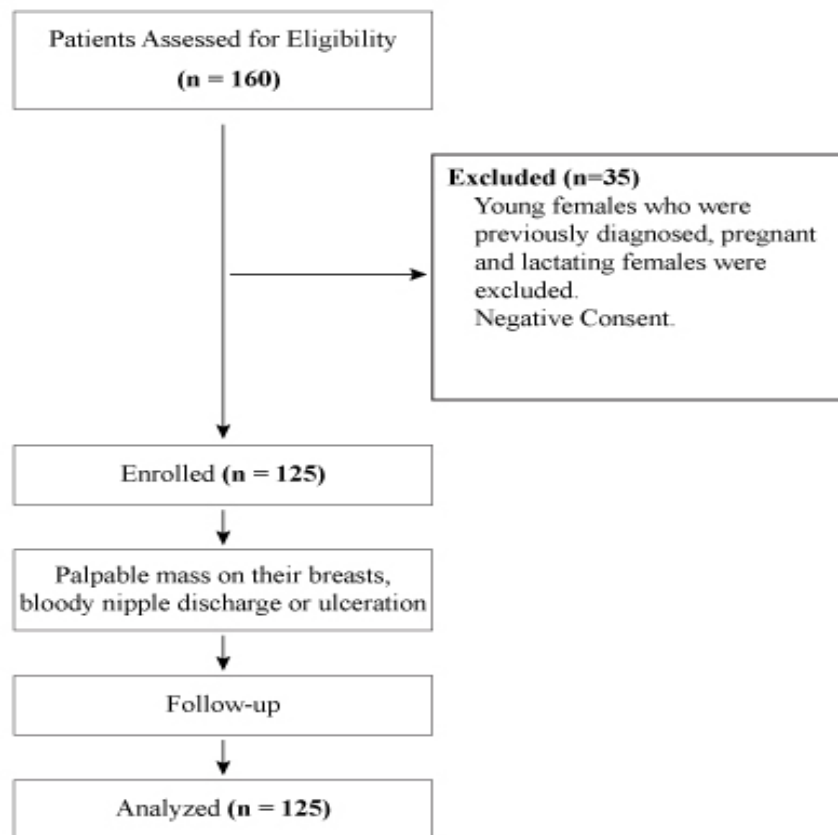 Patients Assessed for Eligibility
(n = 160)
Excluded (n=35)
Young females who were
previously diagnosed, pregnant
and lactating females were
excluded.
Negative Consent.
Enrolled (n = 125)
Palpable mass on their breasts,
bloody nipple discharge or ulceration
Follow-up
Analyzed (n = 125)